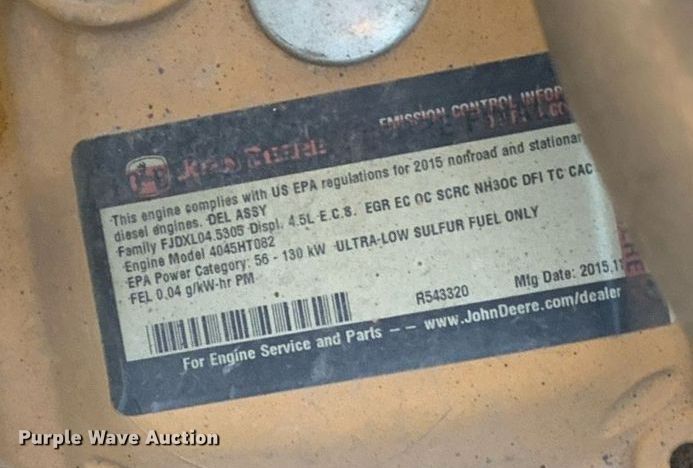 EMISSION CONTROL
JOHN DEERE
This engine complies with US EPA regulations for 2015 nonroad and stationar
diesel engines. DEL ASSY
Family FJDXL04.5305 Displ. 4.5L E.C.S. EGR EC OC SCRC NH3OC DFI TC CAC
Engine Model 4045HT082
EPA Power Category: 56 - 130 kW ULTRA-LOW SULFUR FUEL ONLY
FEL 0.04 g/kW-hr PM
R543320 Mfg Date: 2015,11
For Engine Service and Parts – – www.JohnDeere.com/dealer
Purple Wave Auction